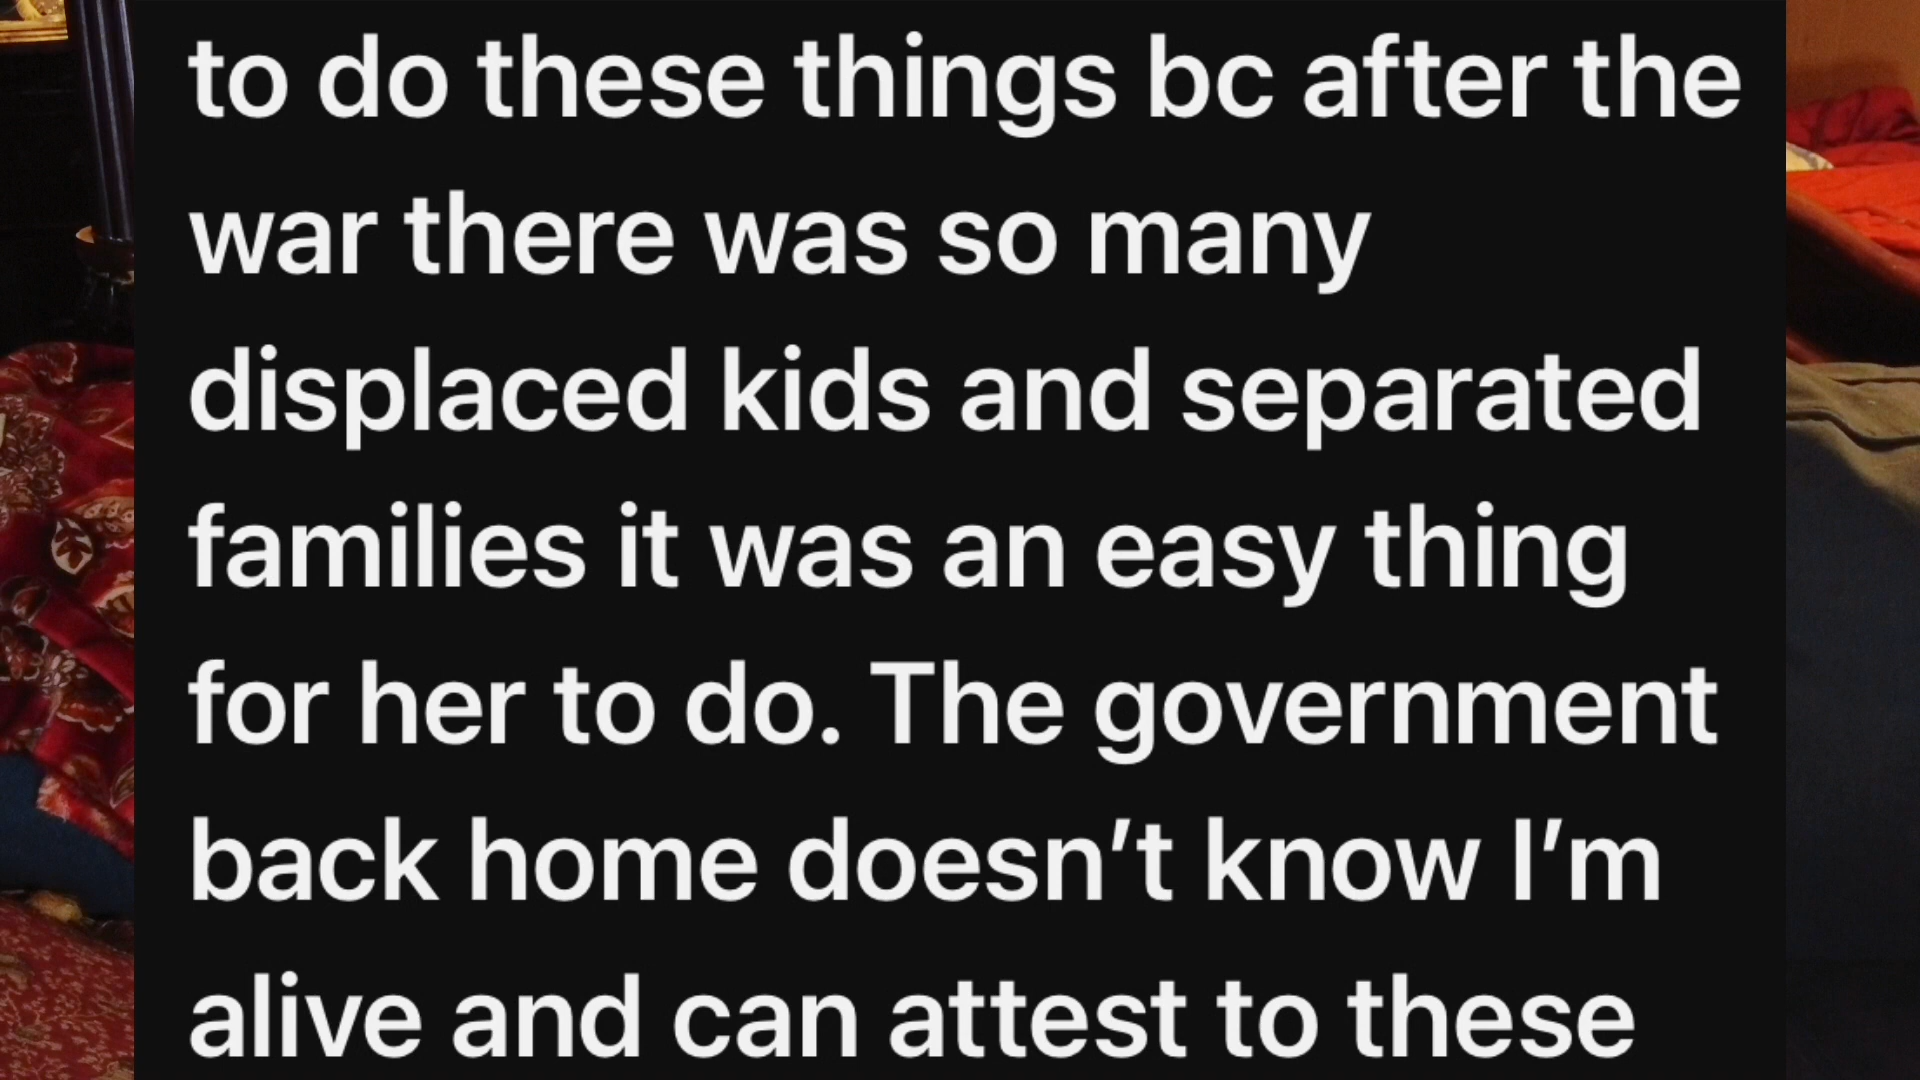 to do these things bc after the
war there was so many
displaced kids and separated
families it was an easy thing
for her to do. The government
back home doesn’t know I’m
alive and can attest to these